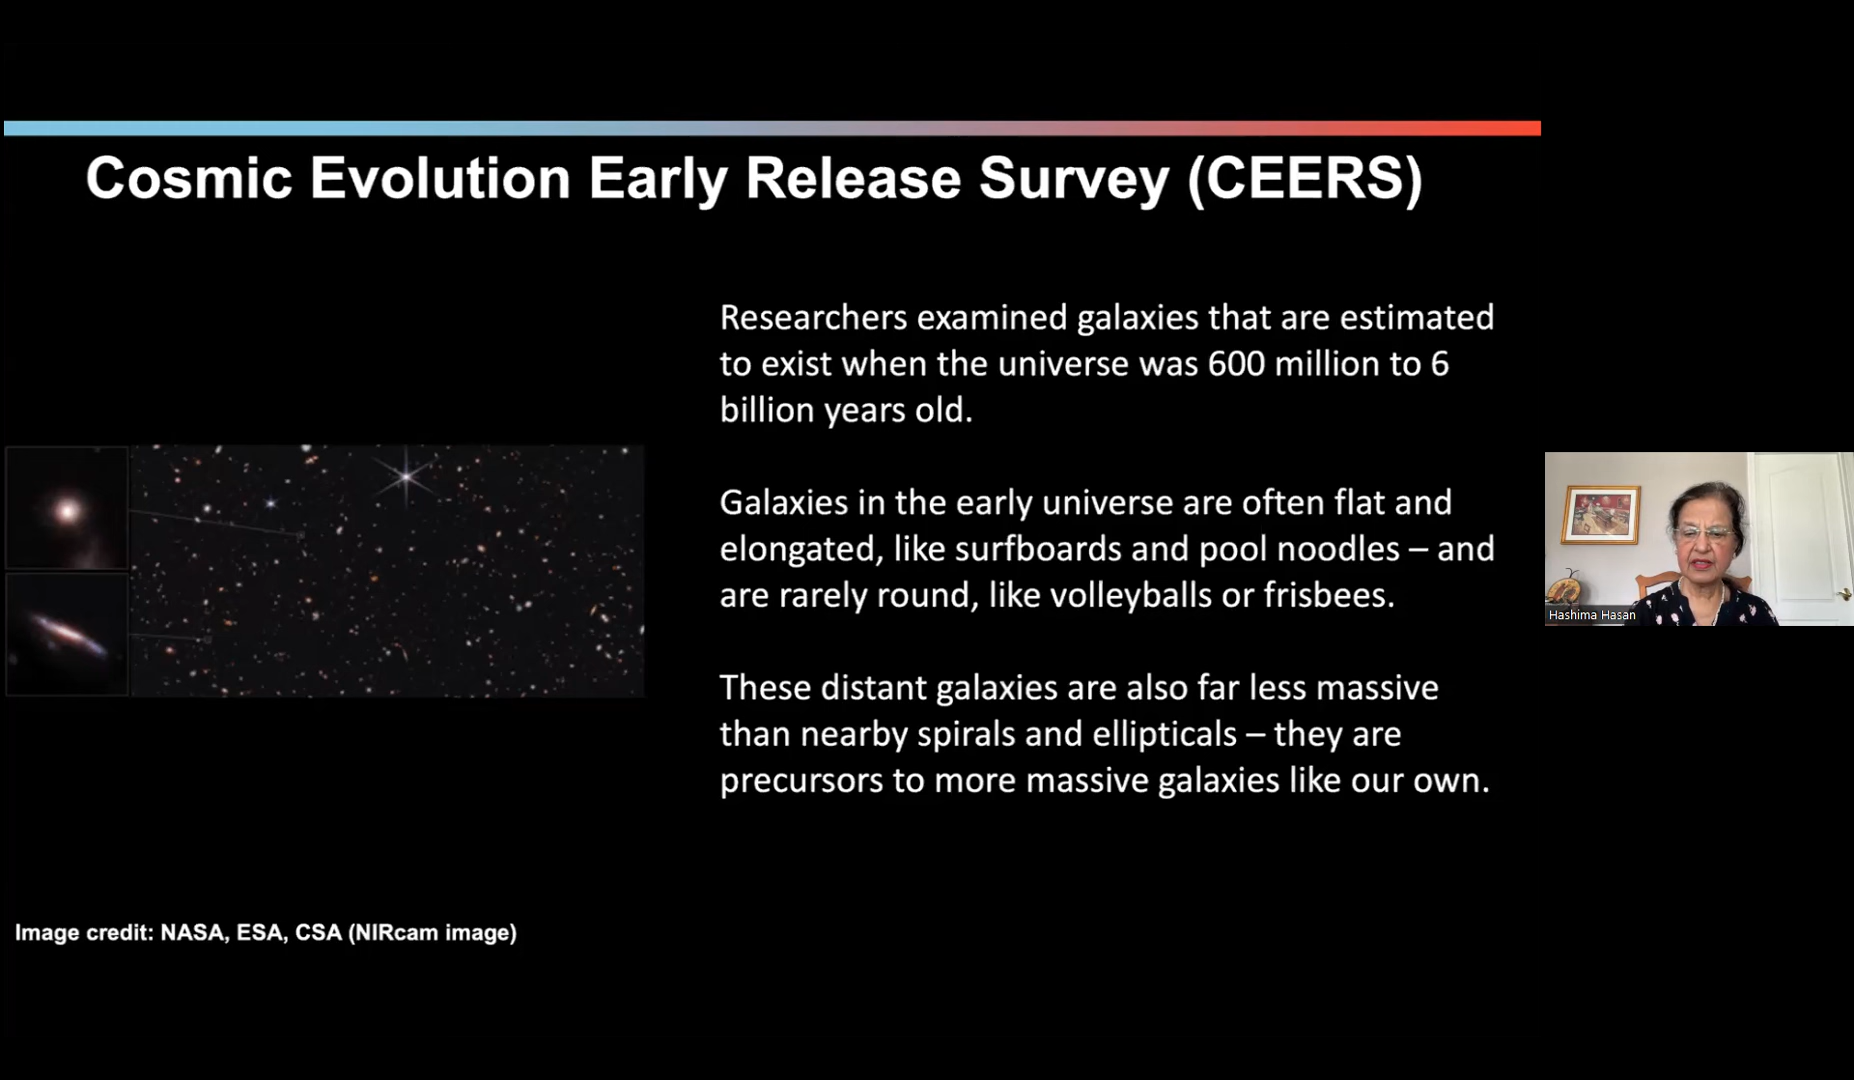 Cosmic Evolution Early Release Survey (CEERS)
Researchers examined galaxies that are estimated
to exist when the universe was 600 million to 6
billion years old.
Galaxies in the early universe are often flat and
elongated, like surfboards and pool noodles – and
are rarely round, like volleyballs or frisbees.
These distant galaxies are also far less massive
than nearby spirals and ellipticals – they are
precursors to more massive galaxies like our own.
Image credit: NASA, ESA, CSA (NIRcam image)
Hashima Hasan